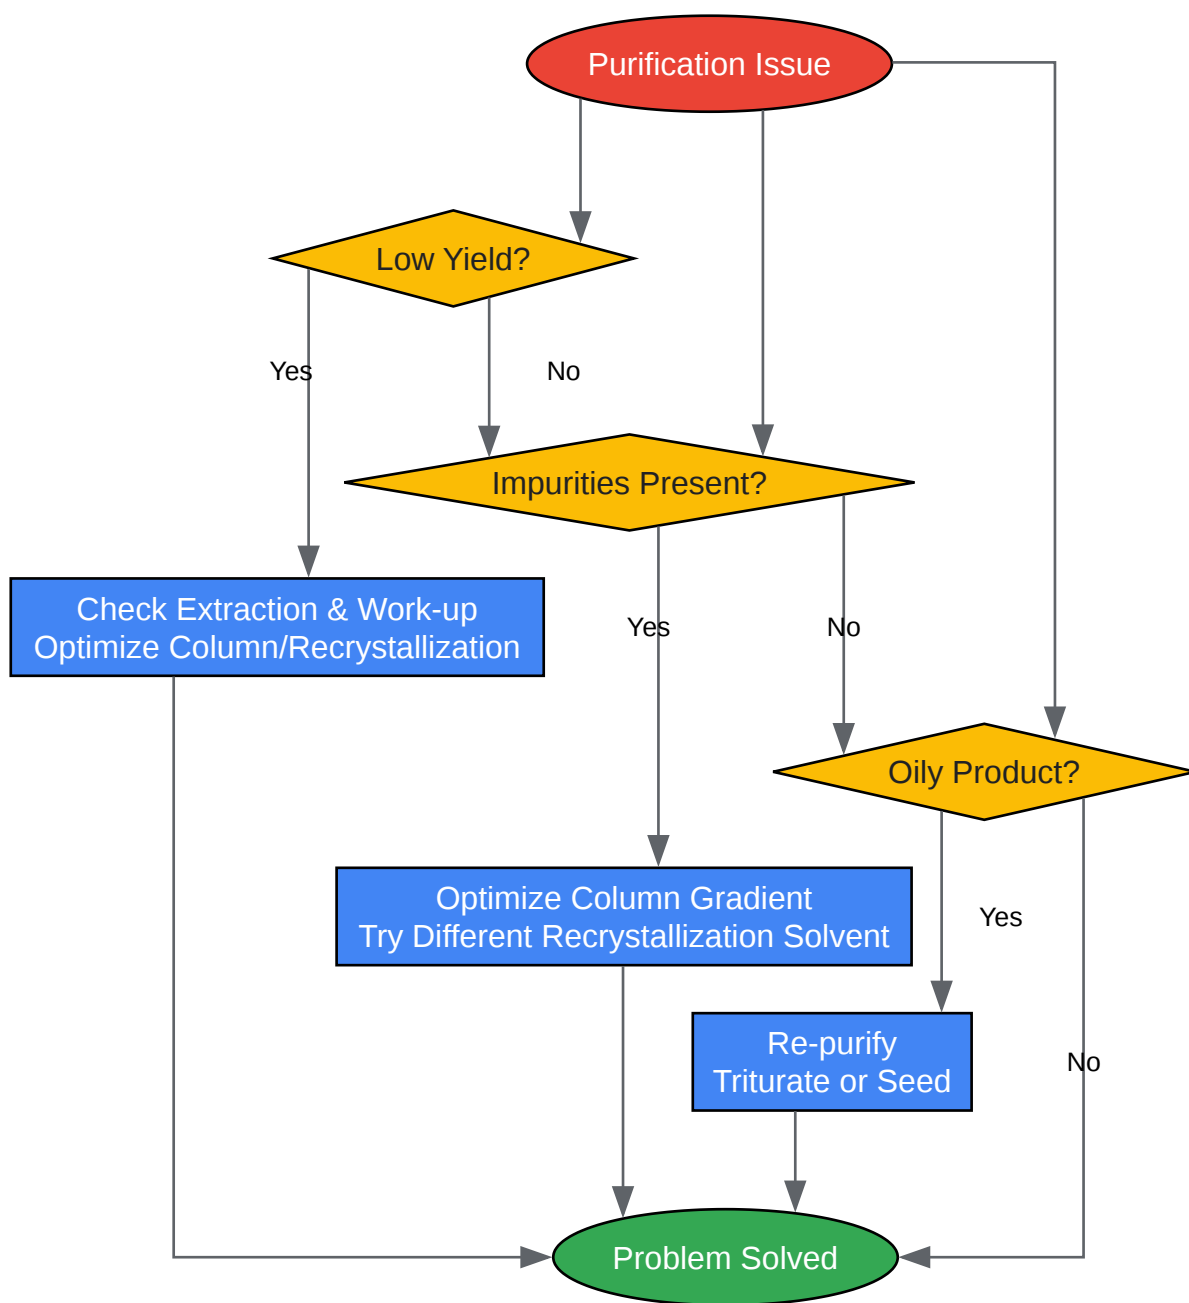 Purification Issue
Low Yield?
Yes
No
Impurities Present?
Check Extraction & Work-up
Optimize Column/Recrystallization
Yes
No
Oily Product?
Optimize Column Gradient
Try Different Recrystallization Solvent
Yes
Re-purify
Triturate or Seed
No
Problem Solved